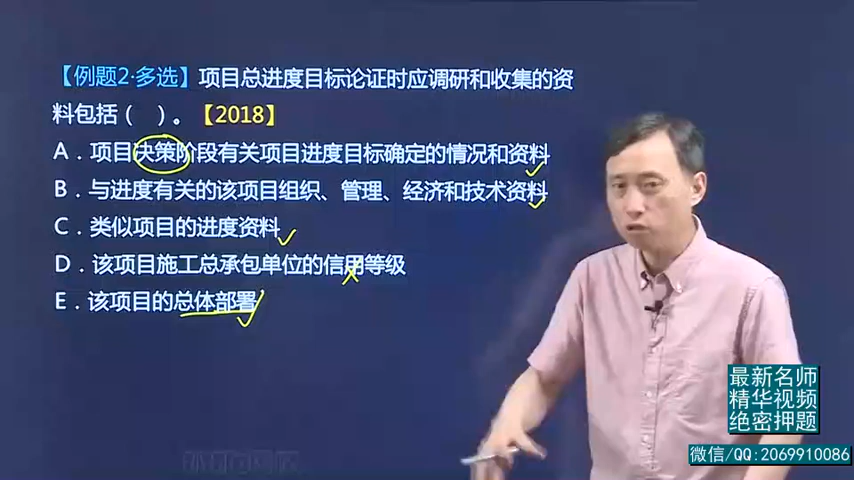 【例题2·多选】项目总进度目标论证时应调研和收集的资
料包括（ ）。【2018】
A．项目决策阶段有关项目进度目标确定的情况和资料
B．与进度有关的该项目组织、管理、经济和技术资料
C．类似项目的进度资料
D．该项目施工总承包单位的信用等级
E．该项目的总体部署
最新名师
精华视频
绝密押题
微信/QQ:2069910086